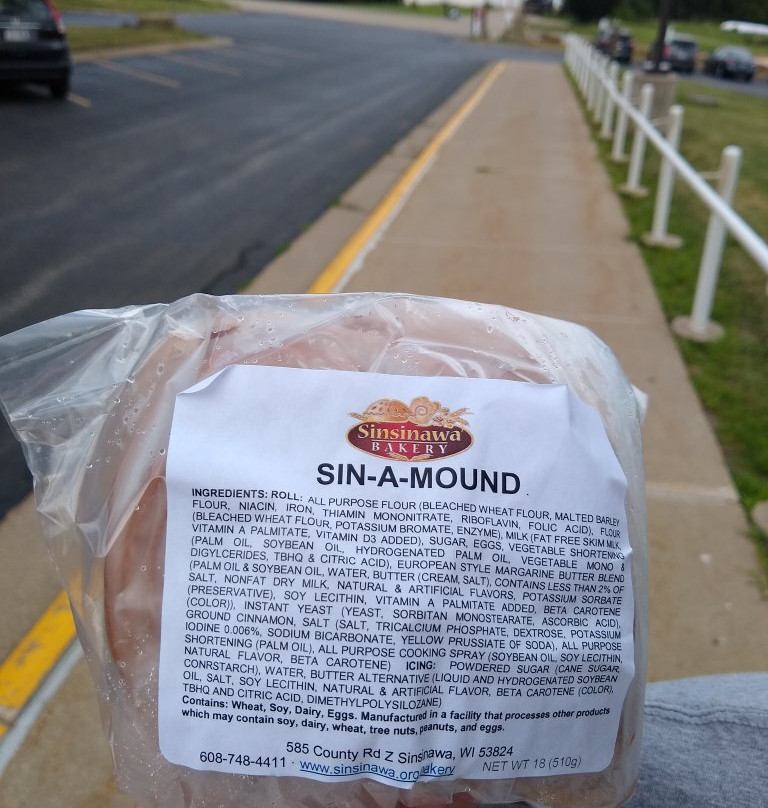 Sinsinawa
BAKERY
SIN-A-MOUND
INGREDIENTS: ROLL: ALL PURPOSE FLOUR (BLEACHED WHEAT FLOUR, MALTED BARLEY
FLOUR, NIACIN, IRON, THIAMIN MONONITRATE, RIBOFLAVIN, FOLIC ACID), FLOUR
(BLEACHED WHEAT FLOUR, POTASSIUM BROMATE, ENZYME), MILK (FAT FREE SKIM MILK,
VITAMIN A PALMITATE, VITAMIN D3 ADDED), SUGAR, EGGS, VEGETABLE SHORTENING
(PALM OIL, SOYBEAN OIL, HYDROGENATED PALM OIL, VEGETABLE MONO &
DIGYLCERIDES, TBHQ & CITRIC ACID), EUROPEAN STYLE MARGARINE BUTTER BLEND
(PALM OIL & SOYBEAN OIL, WATER, BUTTER (CREAM, SALT), CONTAINS LESS THAN 2% OF
SALT, NONFAT DRY MILK, NATURAL & ARTIFICIAL FLAVORS, POTASSIUM SORBATE
(PRESERVATIVE), SOY LECITHIN, VITAMIN A PALMITATE ADDED, BETA CAROTENE
(COLOR)), INSTANT YEAST (YEAST, SORBITAN MONOSTEARATE, ASCORBIC ACID),
GROUND CINNAMON, SALT (SALT, TRICALCIUM PHOSPHATE, DEXTROSE, POTASSIUM
IODINE 0.006%, SODIUM BICARBONATE, YELLOW PRUSSIATE OF SODA), ALL PURPOSE
SHORTENING (PALM OIL), ALL PURPOSE COOKING SPRAY (SOYBEAN OIL, SOY LECITHIN,
NATURAL FLAVOR, BETA CAROTENE) ICING: POWDERED SUGAR (CANE SUGAR,
CONRSTARCH), WATER, BUTTER ALTERNATIVE (LIQUID AND HYDROGENATED SOYBEAN
OIL, SALT, SOY LECITHIN, NATURAL & ARTIFICIAL FLAVOR, BETA CAROTENE (COLOR),
TBHQ AND CITRIC ACID, DIMETHYLPOLYSILOZANE)
Contains: Wheat, Soy, Dairy, Eggs. Manufactured in a facility that processes other products
which may contain soy, dairy, wheat, tree nuts, peanuts, and eggs.
585 County Rd Z Sinsinawa, WI 53824
608-748-4411 · www.sinsinawa.org/bakery NET WT 18 (510g)